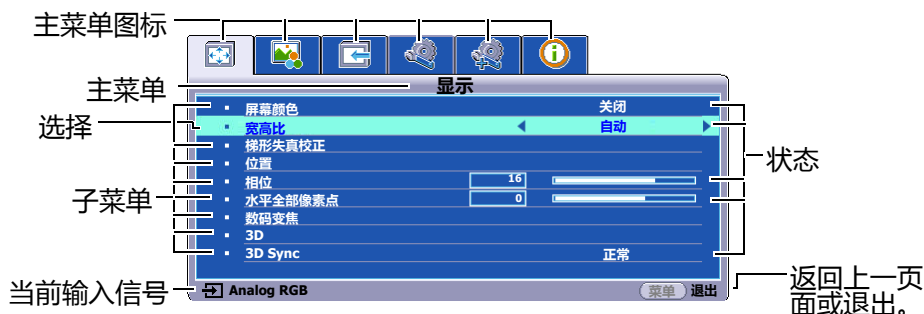 主菜单图标
主菜单
显示
屏幕颜色 关闭
选择
宽高比 自动
梯形失真校正
位置
状态
相位 16
子菜单
水平全部像素点 0
数码变焦
3D
3D Sync 正常
当前输入信号
Analog RGB
菜单 退出
返回上一页
面或退出。